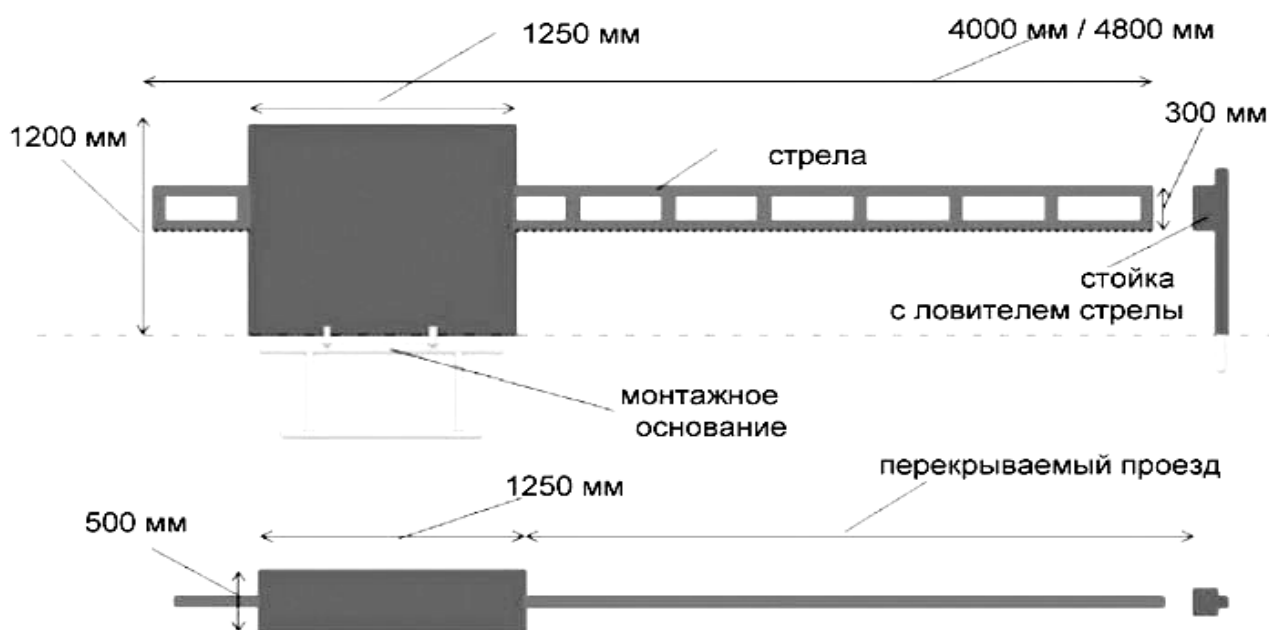 1250 мм
4000 мм / 4800 мм
1200 мм
300 мм
стрела
стойка
с ловителем стрелы
монтажное
основание
перекрываемый проезд
1250 мм
500 мм